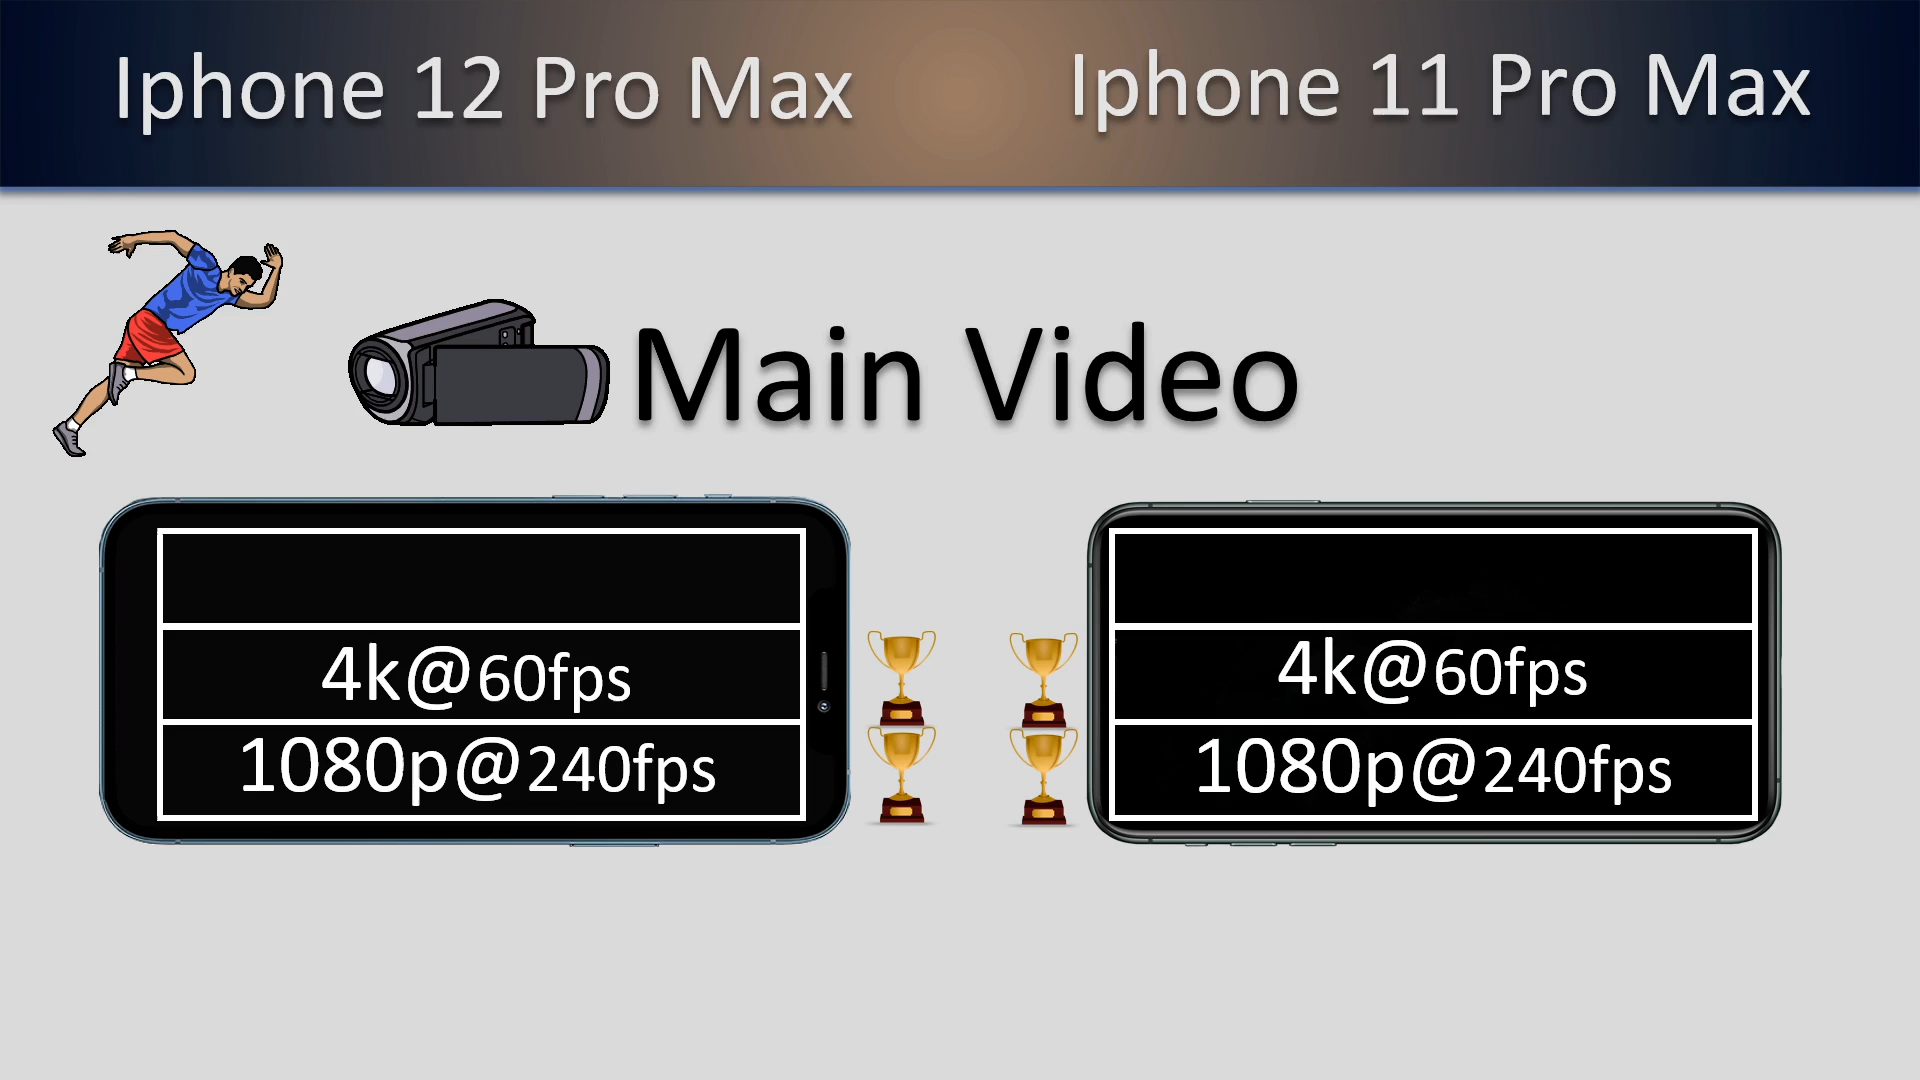 Iphone 12 Pro Max
Iphone 11 Pro Max
Main Video
4k@60fps
1080p@240fps
4k@60fps
1080p@240fps